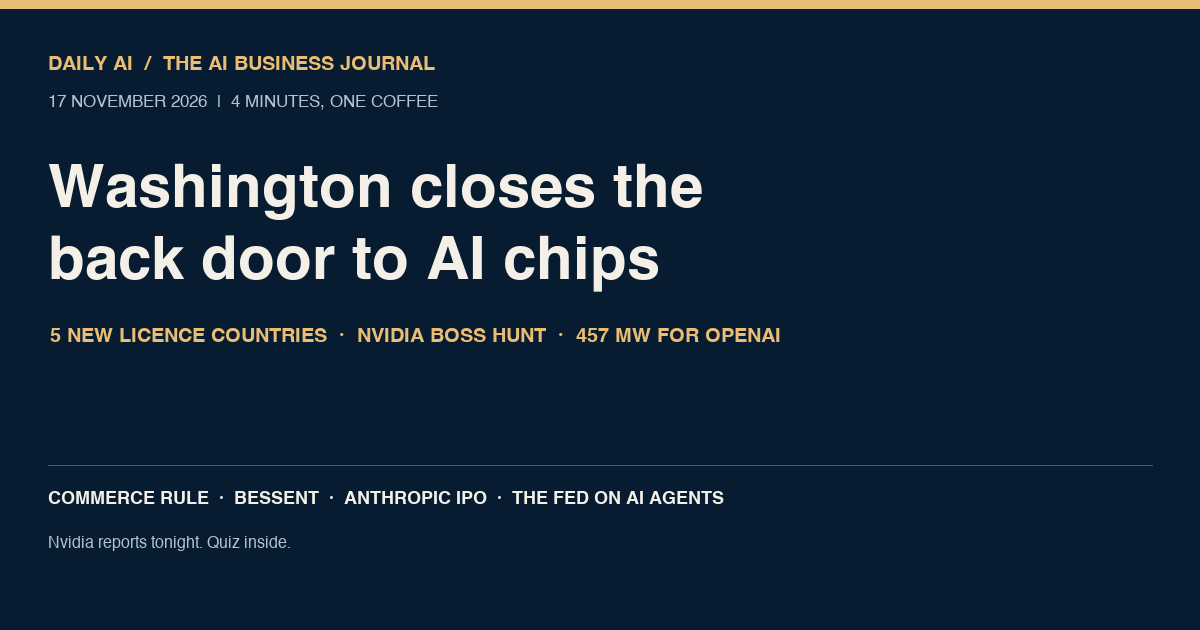 DAILY AI / THE AI BUSINESS JOURNAL
17 NOVEMBER 2026 | 4 MINUTES, ONE COFFEE
Washington closes the
back door to AI chips
5 NEW LICENCE COUNTRIES · NVIDIA BOSS HUNT · 457 MW FOR OPENAI
COMMERCE RULE · BESSENT · ANTHROPIC IPO · THE FED ON AI AGENTS
Nvidia reports tonight. Quiz inside.